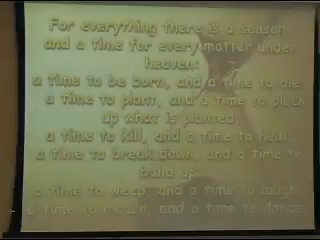 For everything there is a season,
and a time for every matter under
heaven:
a time to be born, and a time to die;
a time to plant, and a time to pluck
up what is planted;
a time to kill, and a time to heal;
a time to break down, and a time to
build up;
a time to weep, and a time to laugh;
a time to mourn, and a time to dance;